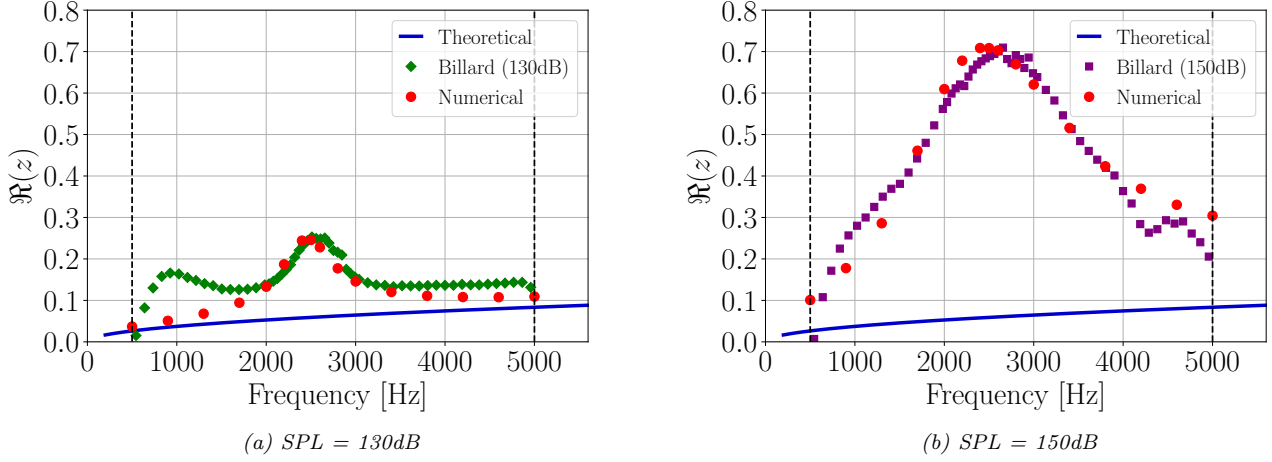 0.8
0.7
0.6
0.5
0.4
0.3
0.2
0.1
0.0
ℜ(z)
Theoretical
Billard (130dB)
Numerical
0 1000 2000 3000 4000 5000
Frequency [Hz]
(a) SPL = 130dB
0.8
0.7
0.6
0.5
0.4
0.3
0.2
0.1
0.0
ℜ(z)
Theoretical
Billard (150dB)
Numerical
0 1000 2000 3000 4000 5000
Frequency [Hz]
(b) SPL = 150dB